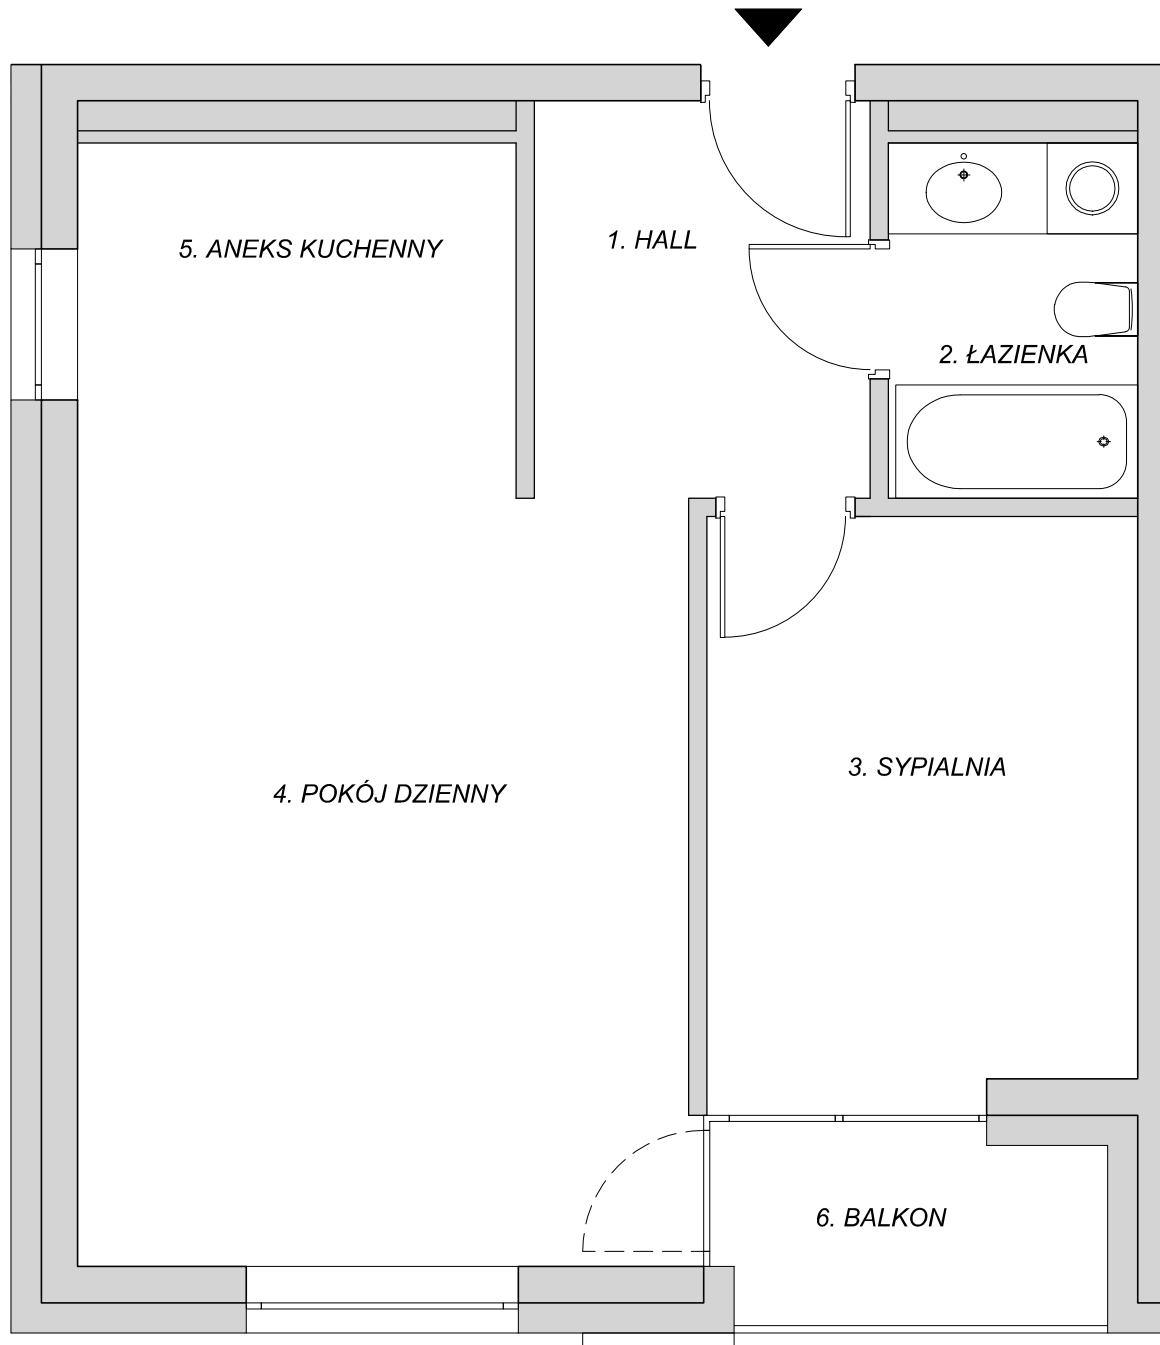 1. HALL
5. ANEKS KUCHENNY
2. ŁAZIENKA
3. SYPIALNIA
4. POKÓJ DZIENNY
6. BALKON